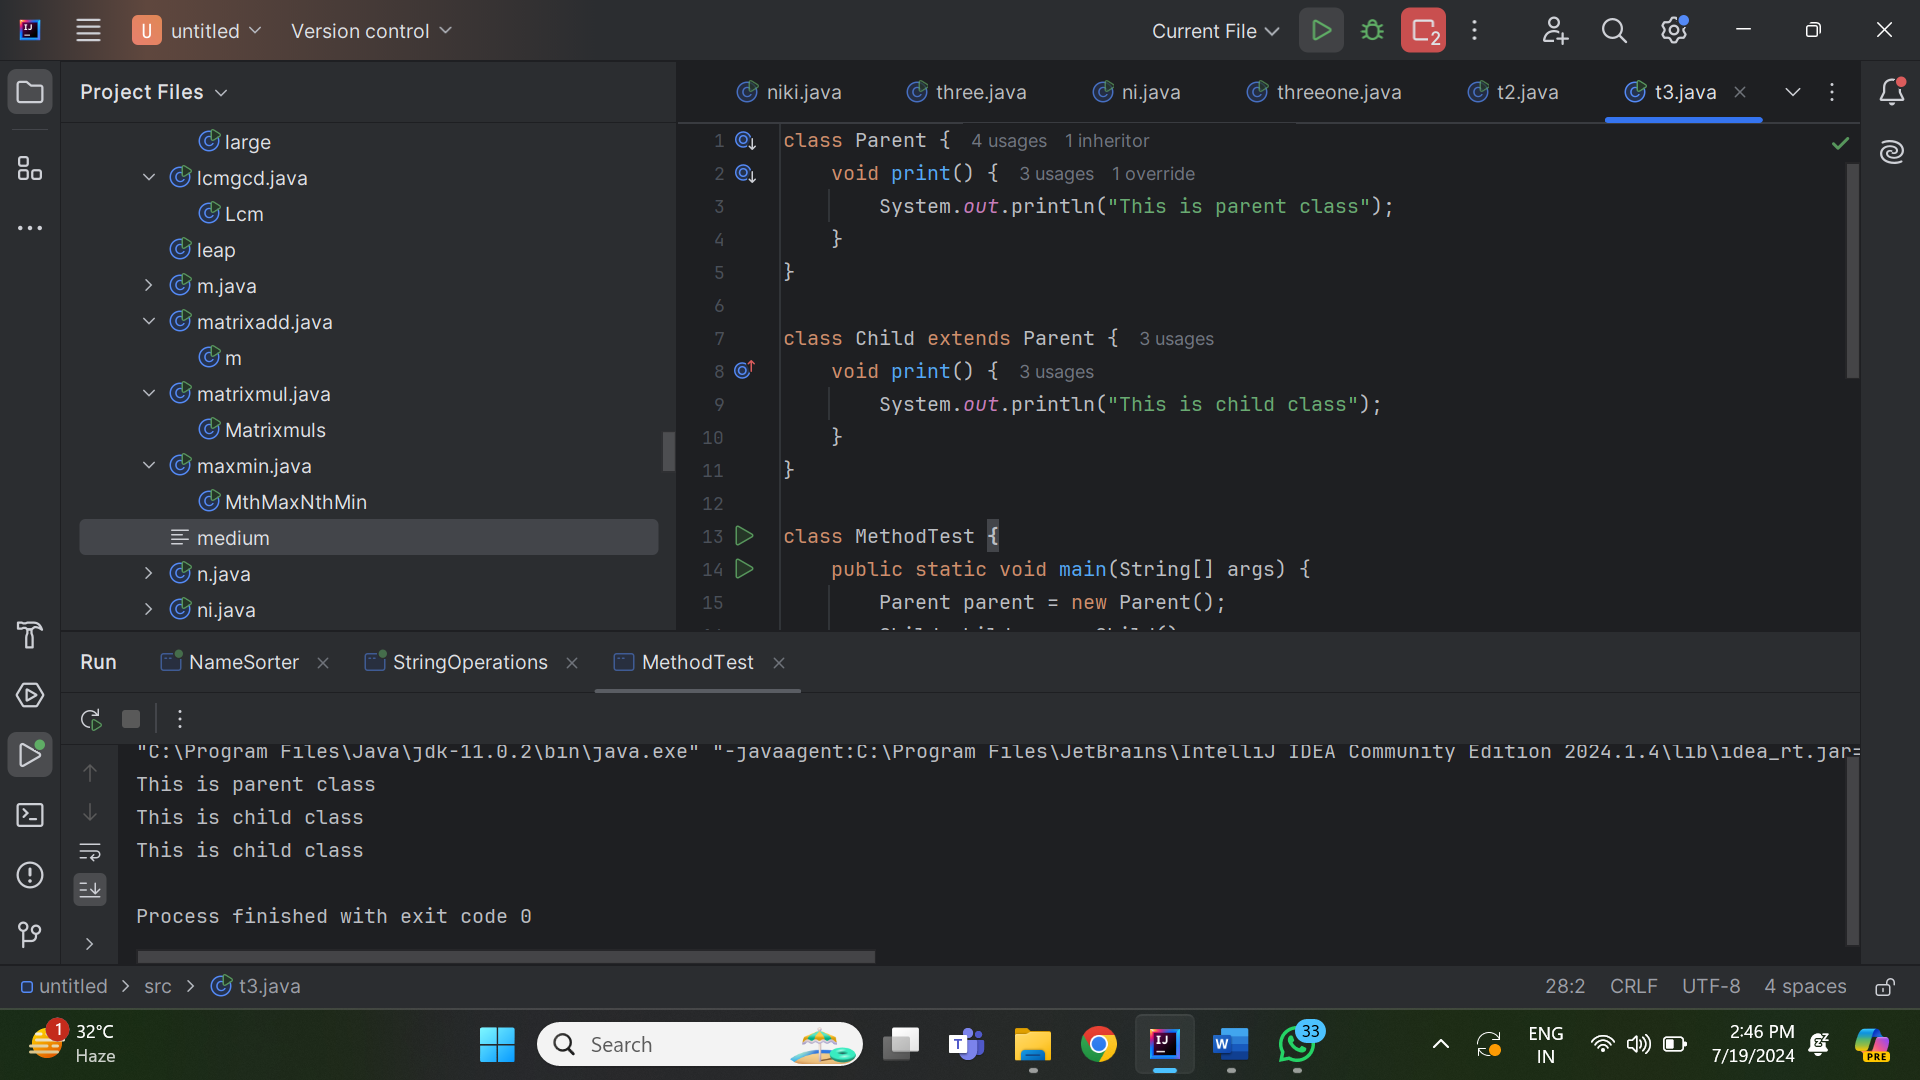 untitled
Version control
Current File
2
Project Files
niki.java
three.java
ni.java
threeone.java
t2.java
t3.java
large
lcmgcd.java
Lcm
leap
m.java
matrixadd.java
m
matrixmul.java
Matrixmuls
maxmin.java
MthMaxNthMin
medium
n.java
ni.java
1 class Parent { 4 usages 1 inheritor
2 void print() { 3 usages 1 override
3 System.out.println("This is parent class");
4 }
5 }
6
7 class Child extends Parent { 3 usages
8 void print() { 3 usages
9 System.out.println("This is child class");
10 }
11 }
12
13 class MethodTest {
14 public static void main(String[] args) {
15 Parent parent = new Parent();
Run
NameSorter
StringOperations
MethodTest
"C:\Program Files\Java\jdk-11.0.2\bin\java.exe" "-javaagent:C:\Program Files\JetBrains\IntelliJ IDEA Community Edition 2024.1.4\lib\idea_rt.jar=
This is parent class
This is child class
This is child class
Process finished with exit code 0
untitled > src > t3.java
28:2 CRLF UTF-8 4 spaces
1
32°C
Haze
Search
33
ENG
IN
2:46 PM
7/19/2024
PRE